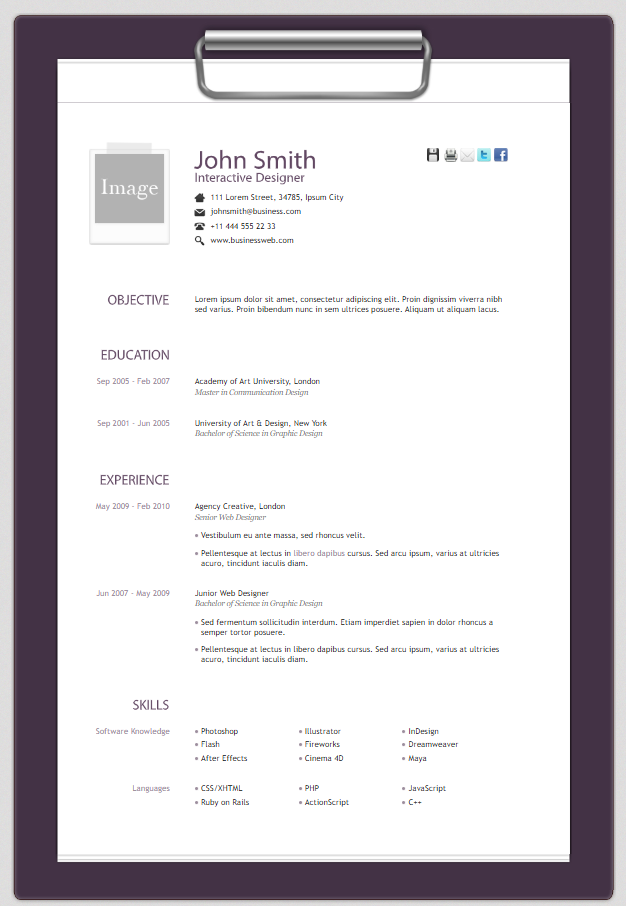 Image
John Smith
Interactive Designer
111 Lorem Street, 34785, Ipsum City
johnsmith@business.com
+11 444 555 22 33
www.businessweb.com
OBJECTIVE
Lorem ipsum dolor sit amet, consectetur adipiscing elit. Proin dignissim viverra nibh
sed varius. Proin bibendum nunc in sem ultrices posuere. Aliquam ut aliquam lacus.
EDUCATION
Sep 2005 - Feb 2007
Academy of Art University, London
Master in Communication Design
Sep 2001 - Jun 2005
University of Art & Design, New York
Bachelor of Science in Graphic Design
EXPERIENCE
May 2009 - Feb 2010
Agency Creative, London
Senior Web Designer
Vestibulum eu ante massa, sed rhoncus velit.
Pellentesque at lectus in libero dapibus cursus. Sed arcu ipsum, varius at ultricies
acuro, tincidunt iaculis diam.
Jun 2007 - May 2009
Junior Web Designer
Bachelor of Science in Graphic Design
Sed fermentum sollicitudin interdum. Etiam imperdiet sapien in dolor rhoncus a
semper tortor posuere.
Pellentesque at lectus in libero dapibus cursus. Sed arcu ipsum, varius at ultricies
acuro, tincidunt iaculis diam.
SKILLS
Software Knowledge
Photoshop Illustrator InDesign
Flash Fireworks Dreamweaver
After Effects Cinema 4D Maya
Languages
CSS/XHTML PHP JavaScript
Ruby on Rails ActionScript C++